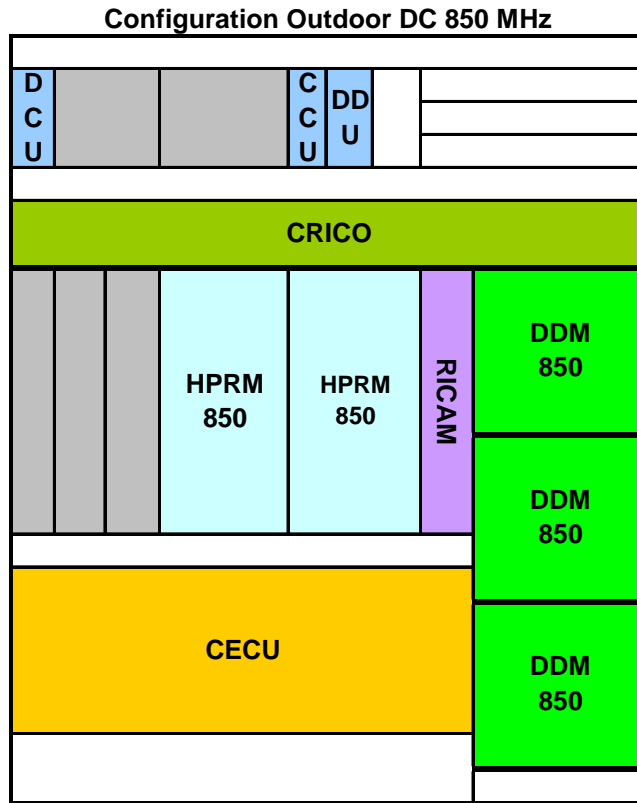 Configuration Outdoor DC 850 MHz
D
C
U
C
C
U
DD
U
CRICO
HPRM
850
HPRM
850
RICAM
DDM
850
DDM
850
CECU
DDM
850